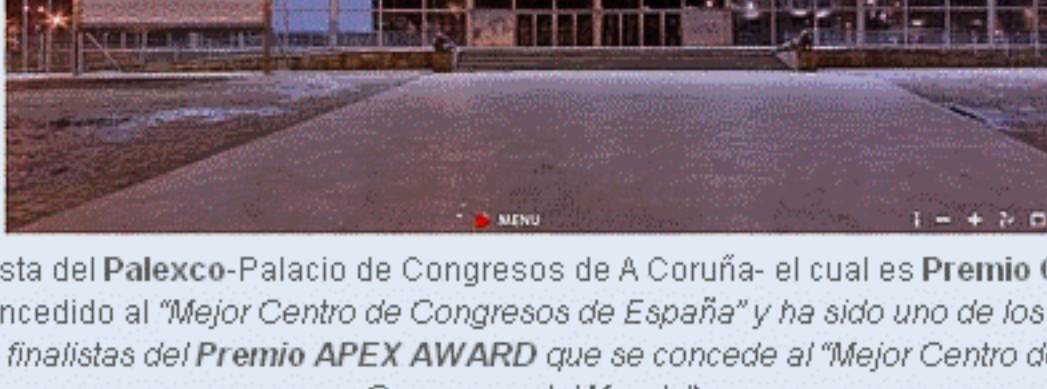 MENU
sta del Palexco-Palacio de Congresos de A Coruña- el cual es Premio
ncedido al "Mejor Centro de Congresos de España" y ha sido uno de los
finalistas del Premio APEX AWARD que se concede al "Mejor Centro d